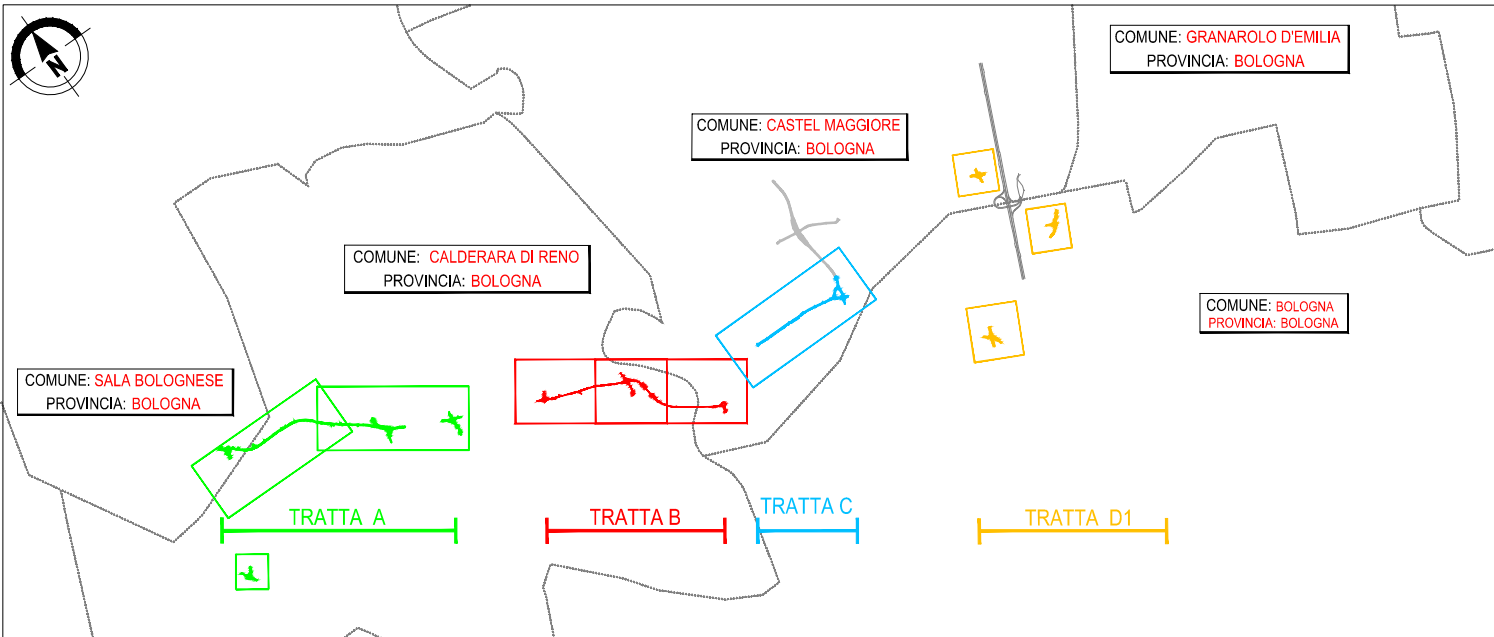 N
COMUNE: GRANAROLO D'EMILIA
PROVINCIA: BOLOGNA
COMUNE: CASTEL MAGGIORE
PROVINCIA: BOLOGNA
COMUNE: CALDERARA DI RENO
PROVINCIA: BOLOGNA
COMUNE: BOLOGNA
PROVINCIA: BOLOGNA
COMUNE: SALA BOLOGNESE
PROVINCIA: BOLOGNA
TRATTA A
TRATTA B
TRATTA C
TRATTA D1